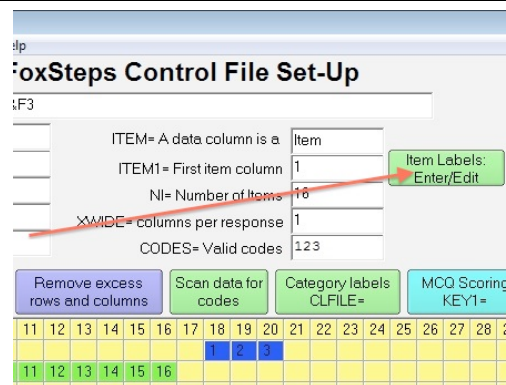 elp
FoxSteps Control File Set-Up
&F3
ITEM= A data column is a Item
ITEM1= First item column 1
NI= Number of Items 16
XWIDE= columns per response 1
CODES= Valid codes 123
Item Labels:
Enter/Edit
Remove excess
rows and columns
Scan data for
codes
Category labels
CLFILE=
MCQ Scoring
KEY1=
11 12 13 14 15 16 17 18 19 20 21 22 23 24 25 26 27 28 2
1 2 3
11 12 13 14 15 16